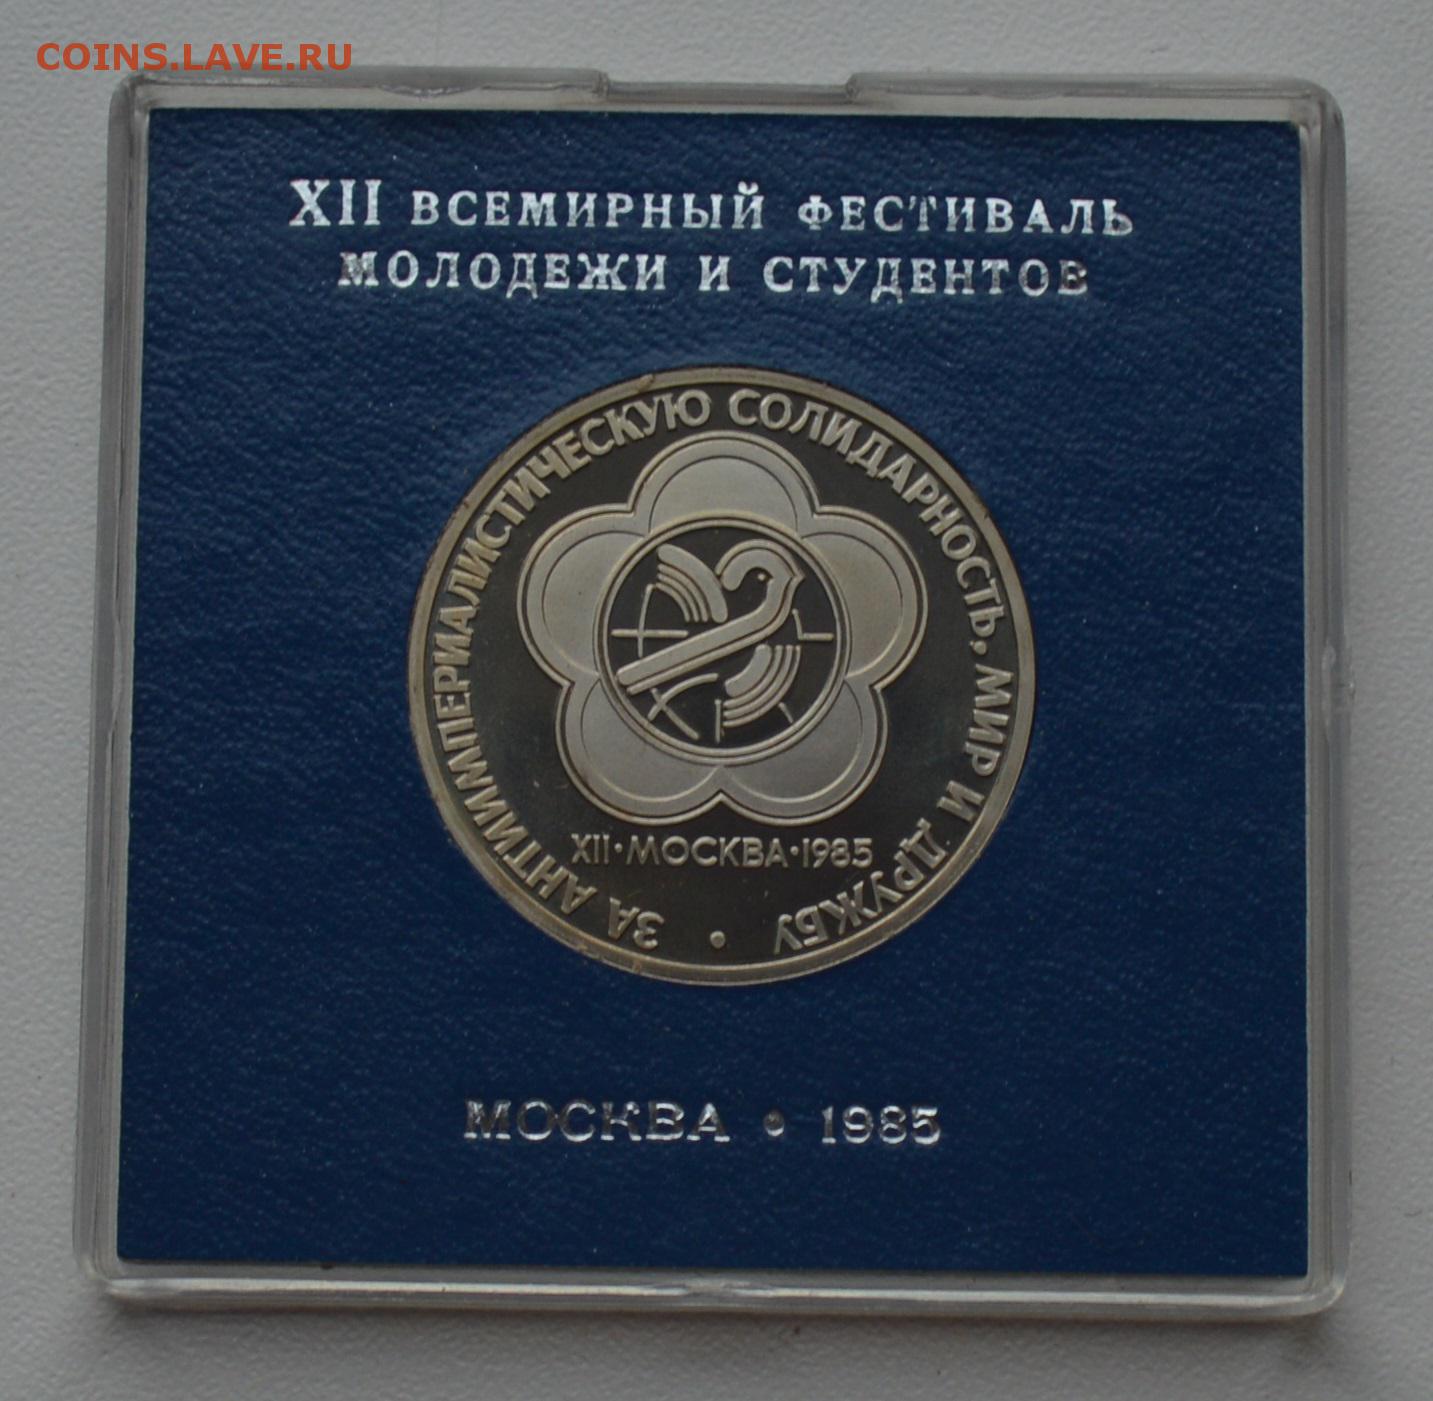 COINS.LAVE.RU
XII ВСЕМИРНЫЙ ФЕСТИВАЛЬ
МОЛОДЕЖИ И СТУДЕНТОВ
ЗА АНТИИМПЕРИАЛИСТИЧЕСКУЮ СОЛИДАРНОСТЬ, МИР И ДРУЖБУ •
XII•МОСКВА•1985
МОСКВА • 1985